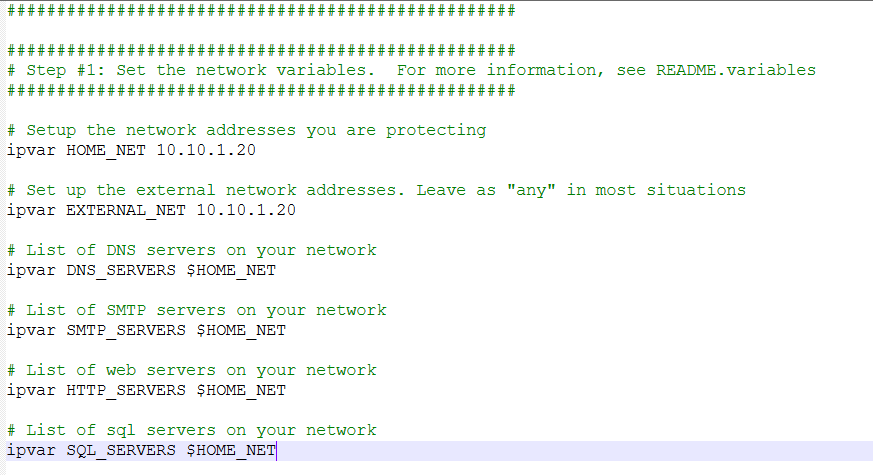 ###################################################
###################################################
# Step #1: Set the network variables.  For more information, see README.variables
###################################################
# Setup the network addresses you are protecting
ipvar HOME_NET 10.10.1.20
# Set up the external network addresses. Leave as "any" in most situations
ipvar EXTERNAL_NET 10.10.1.20
# List of DNS servers on your network
ipvar DNS_SERVERS $HOME_NET
# List of SMTP servers on your network
ipvar SMTP_SERVERS $HOME_NET
# List of web servers on your network
ipvar HTTP_SERVERS $HOME_NET
# List of sql servers on your network
ipvar SQL_SERVERS $HOME_NET